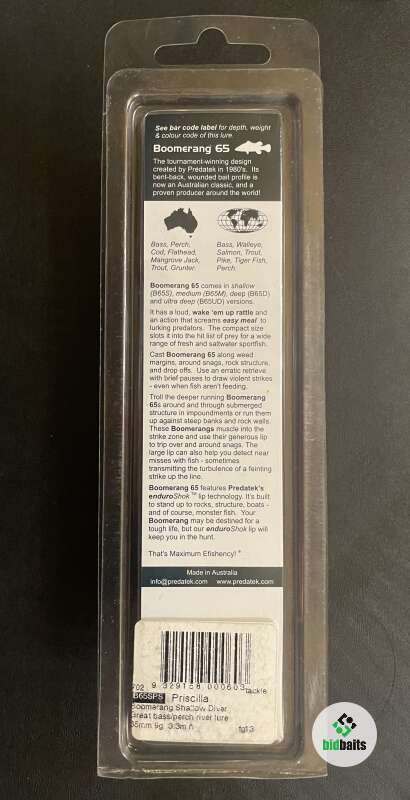 See bar code label for depth, weight
& colour code of this lure.
Boomerang 65
The tournament-winning design
created by Predatek in 1980's. Its
bent-back, wounded bait profile is
now an Australian classic, and a
proven producer around the world!
Bass, Perch,
Cod, Flathead,
Mangrove Jack,
Trout, Grunter.
Bass, Walleye,
Salmon, Trout,
Pike, Tiger Fish,
Perch.
Boomerang 65 comes in shallow
(B65S), medium (B65M), deep (B65D)
and ultra deep (B65UD) versions.
It has a loud, wake 'em up rattle and
an action that screams easy meal' to
lurking predators. The compact size
slots it into the hit list of prey for a wide
range of fresh and saltwater sportfish.
Cast Boomerang 65 along weed
margins, around snags, rock structure,
and drop offs. Use an erratic retrieve
with brief pauses to draw violent strikes
- even when fish aren't feeding.
Troll the deeper running Boomerang
65s around and through submerged
structure in impoundments or run them
up against steep banks and rock walls.
These Boomerangs muscle into the
strike zone and use their generous lip
to trip over and around snags. The
large lip can also help you detect near
misses with fish - sometimes
transmitting the turbulence of a feinting
strike up the line.
Boomerang 65 features Predatek's
enduroShok™ lip technology. It's built
to stand up to rocks, structure, boats -
and of course, monster fish. Your
Boomerang may be destined for a
tough life, but our enduroShok lip will
keep you in the hunt.
That's Maximum Efishency!
Made in Australia
info@predatek.com www.predatek.com
702 9 329158 000603 tackle
B65SPS Priscilla
Boomerang Shallow Diver
Great bass/perch river lure
65mm 9g 3.3m
fg13
bidbaits